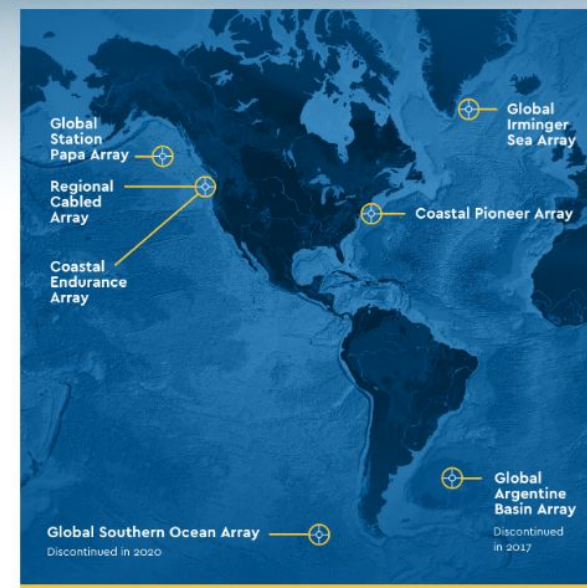 Global
Station
Papa Array
Regional
Cabled
Array
Coastal
Endurance
Array
Global
Irminger
Sea Array
Coastal Pioneer Array
Global
Argentine
Basin Array
Discontinued
in 2017
Global Southern Ocean Array
Discontinued in 2020